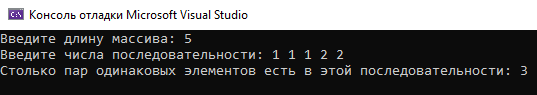 C:\ Консоль отладки Microsoft Visual Studio
Введите длину массива: 5
Введите числа последовательности: 1 1 1 2 2
Столько пар одинаковых элементов есть в этой последовательности: 3